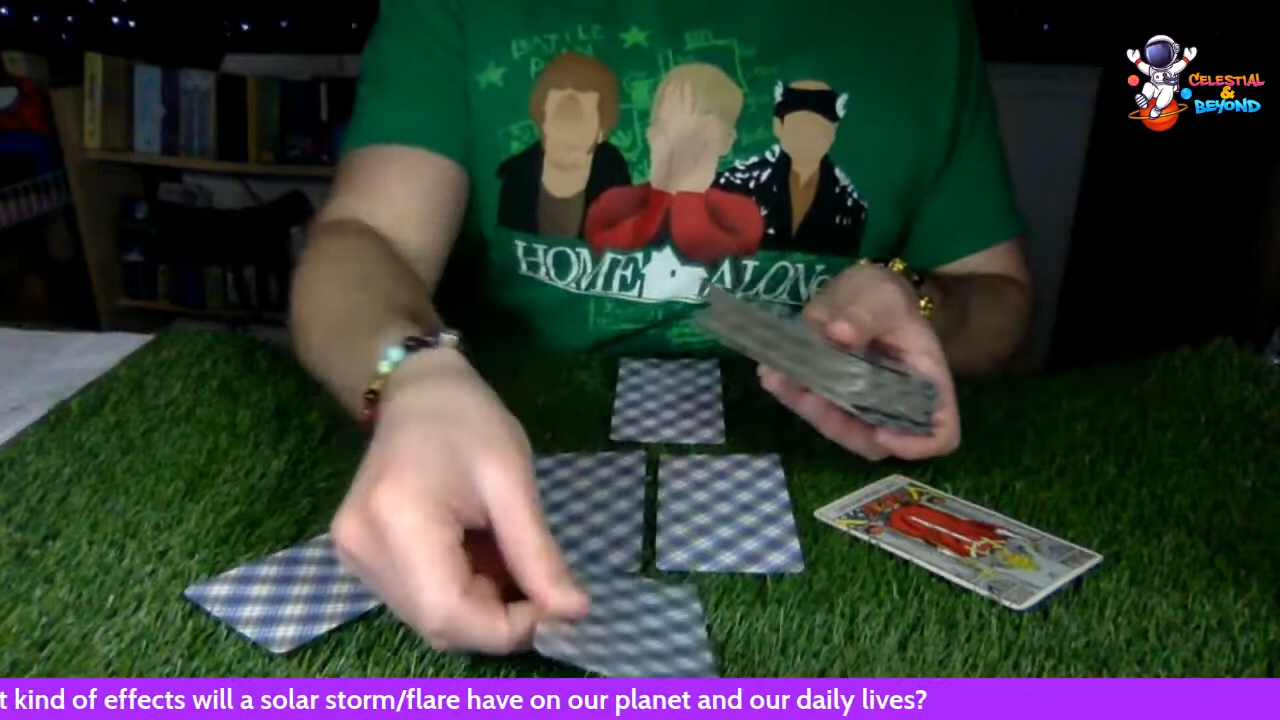 CELESTIAL
&
BEYOND
BATTLE
HOME ALONE
t kind of effects will a solar storm/flare have on our planet and our daily lives?